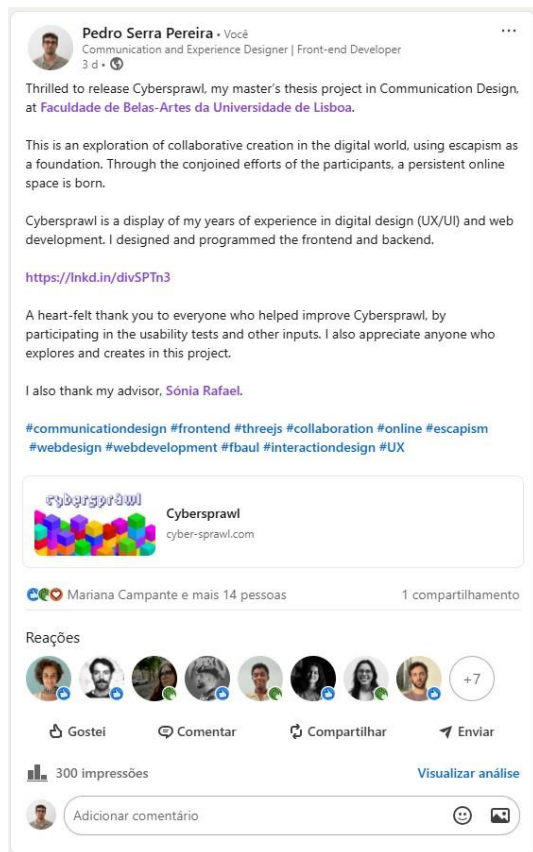 Pedro Serra Pereira • Você
Communication and Experience Designer | Front-end Developer
3 d •
Thrilled to release Cybersprawl, my master's thesis project in Communication Design,
at Faculdade de Belas-Artes da Universidade de Lisboa.
This is an exploration of collaborative creation in the digital world, using escapism as
a foundation. Through the conjoined efforts of the participants, a persistent online
space is born.
Cybersprawl is a display of my years of experience in digital design (UX/UI) and web
development. I designed and programmed the frontend and backend.
https://lnkd.in/divSPTn3
A heart-felt thank you to everyone who helped improve Cybersprawl, by
participating in the usability tests and other inputs. I also appreciate anyone who
explores and creates in this project.
I also thank my advisor, Sónia Rafael.
#communicationdesign #frontend #threejs #collaboration #online #escapism
#webdesign #webdevelopment #fbaul #interactiondesign #UX
cybersprawl
Cybersprawl
cyber-sprawl.com
Mariana Campante e mais 14 pessoas
1 compartilhamento
Reações
+7
Gostei
Comentar
Compartilhar
Enviar
300 impressões
Visualizar análise
Adicionar comentário